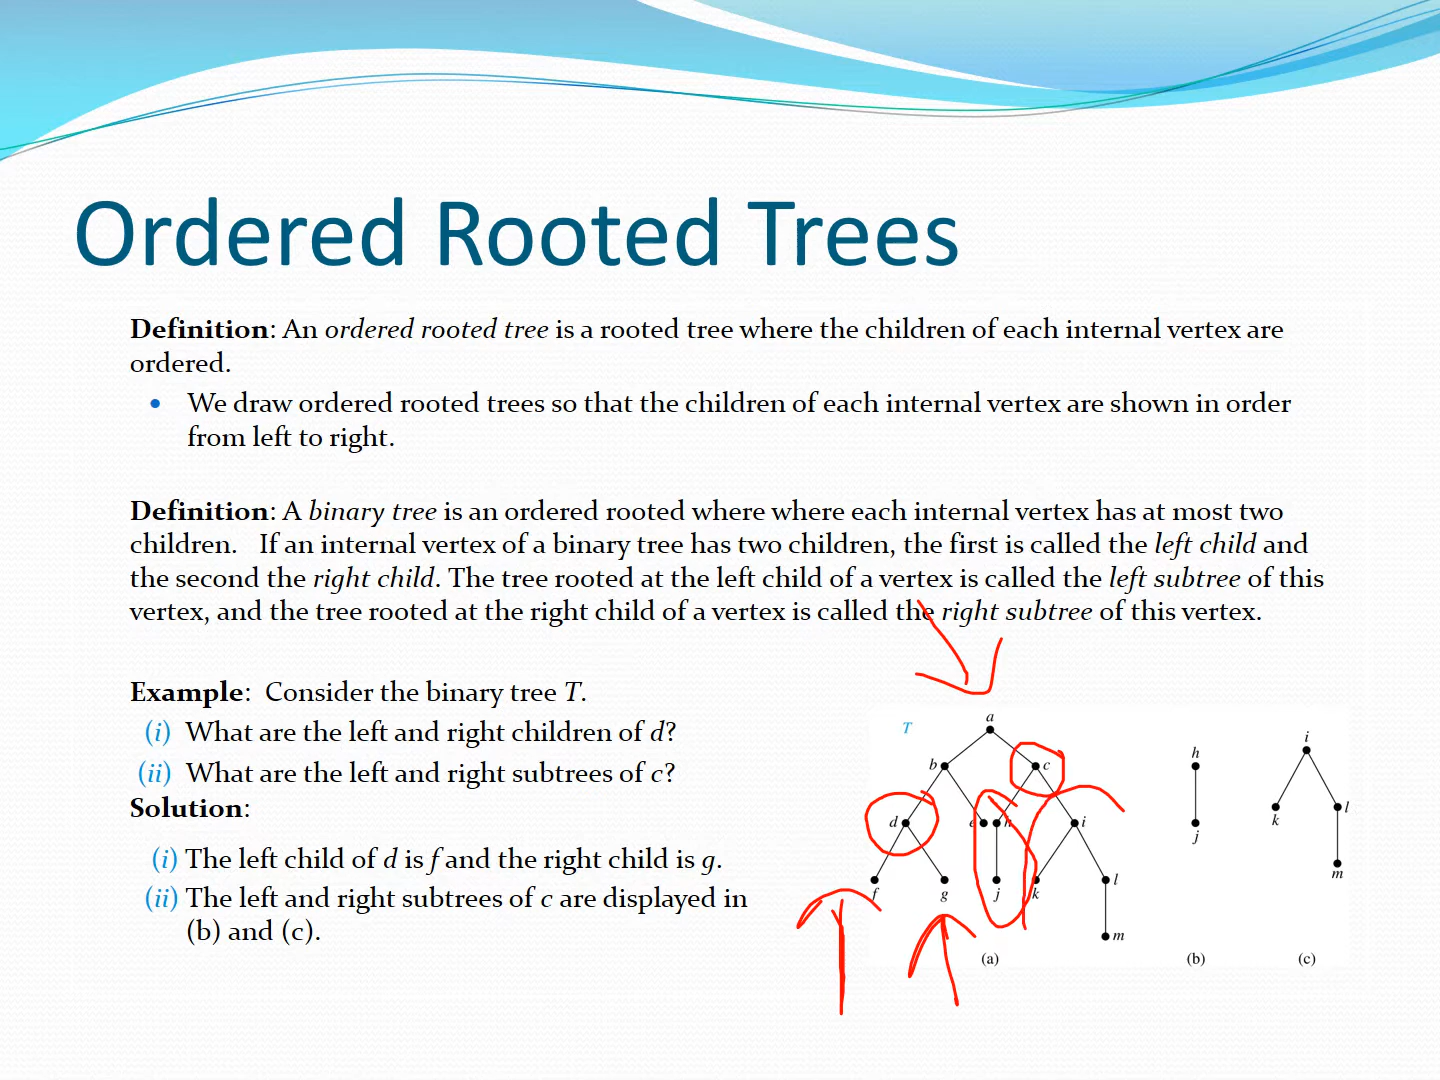 Ordered Rooted Trees
Definition: An ordered rooted tree is a rooted tree where the children of each internal vertex are
ordered.
• We draw ordered rooted trees so that the children of each internal vertex are shown in order
from left to right.
Definition: A binary tree is an ordered rooted where where each internal vertex has at most two
children. If an internal vertex of a binary tree has two children, the first is called the left child and
the second the right child. The tree rooted at the left child of a vertex is called the left subtree of this
vertex, and the tree rooted at the right child of a vertex is called the right subtree of this vertex.
Example: Consider the binary tree T.
(i) What are the left and right children of d?
(ii) What are the left and right subtrees of c?
Solution:
(i) The left child of d is f and the right child is g.
(ii) The left and right subtrees of c are displayed in
(b) and (c).
T
a
b c
d e h i
f g j k l
m
(a)
h
j
(b)
i
k l
m
(c)